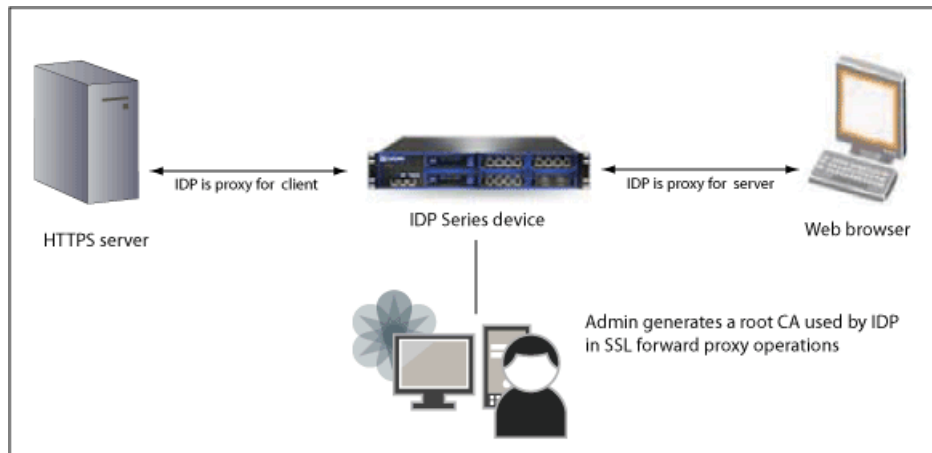 IDP is proxy for client
IDP is proxy for server
HTTPS server
IDP Series device
Web browser
Admin generates a root CA used by IDP
in SSL forward proxy operations